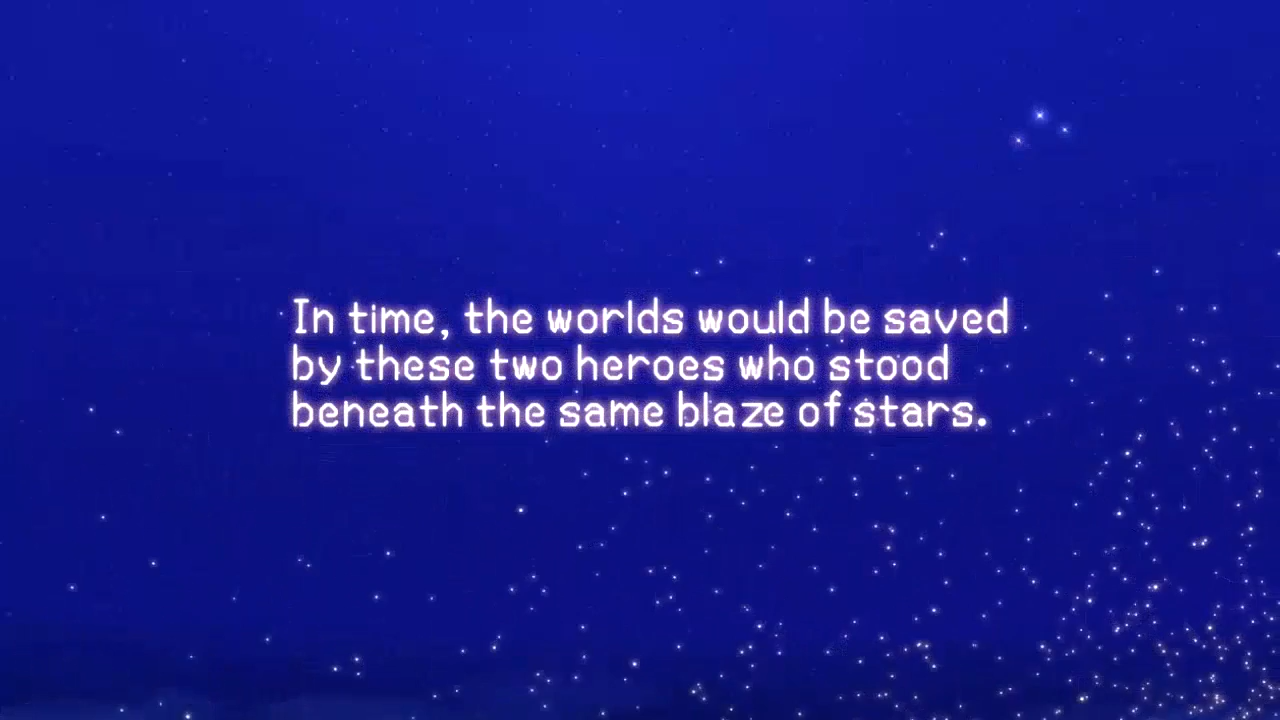 In time, the worlds would be saved
by these two heroes who stood
beneath the same blaze of stars.